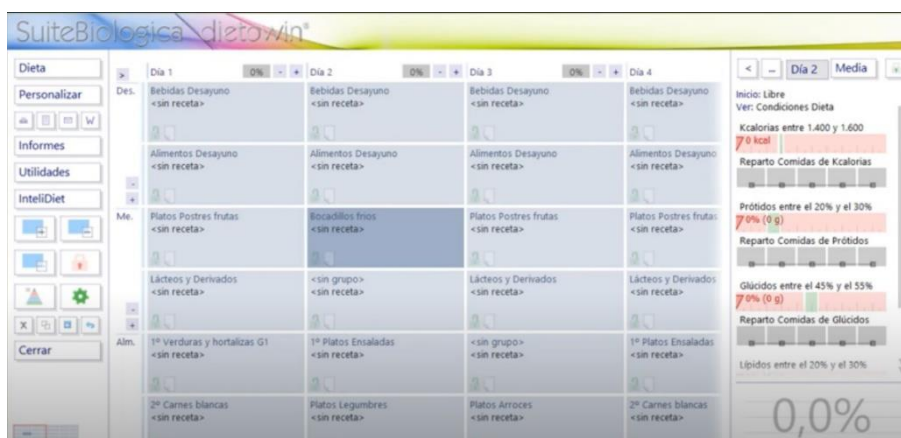 SuiteBiologica dietowin®
Dieta
Personalizar
W
Informes
Utilidades
InteliDiet
X
Cerrar
> Día 1 0% - + Día 2 0% - + Día 3 0% - + Día 4
Des. Bebidas Desayuno Bebidas Desayuno Bebidas Desayuno Bebidas Desayuno
<sin receta> <sin receta> <sin receta> <sin receta>
Alimentos Desayuno Alimentos Desayuno Alimentos Desayuno Alimentos Desayuno
<sin receta> <sin receta> <sin receta> <sin receta>
-
+
Me. Platos Postres frutas Bocadillos frios Platos Postres frutas Platos Postres frutas
<sin receta> <sin receta> <sin receta> <sin receta>
Lácteos y Derivados <sin grupo> Lácteos y Derivados Lácteos y Derivados
<sin receta> <sin receta> <sin receta> <sin receta>
-
+
Alm. 1º Verduras y hortalizas G1 1º Platos Ensaladas <sin grupo> 1º Platos Ensaladas
<sin receta> <sin receta> <sin receta> <sin receta>
2º Carnes blancas Platos Legumbres Platos Arroces 2º Carnes blancas
<sin receta> <sin receta> <sin receta> <sin receta>
< ... Día 2 Media
Inicio: Libre
Ver: Condiciones Dieta
Kcalorias entre 1.400 y 1.600
0 kcal
Reparto Comidas de Kcalorias
Prótidos entre el 20% y el 30%
0% (0 g)
Reparto Comidas de Prótidos
Glúcidos entre el 45% y el 55%
0% (0 g)
Reparto Comidas de Glúcidos
Lípidos entre el 20% y el 30%
0,0%